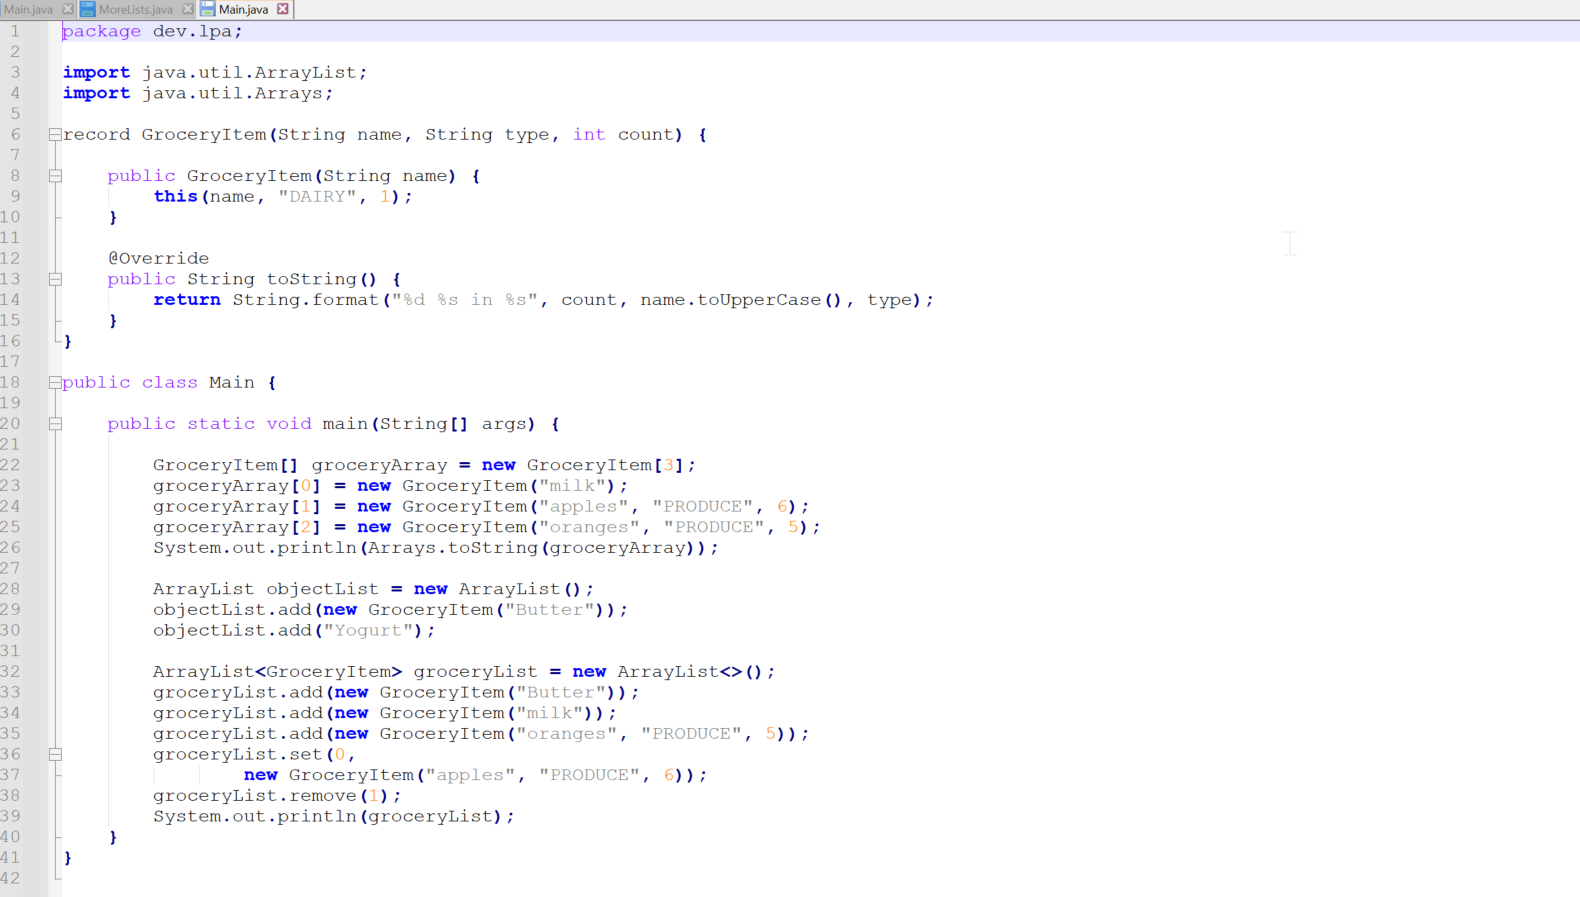 Main.java MoreLists.java Main.java
1 package dev.lpa;
2
3 import java.util.ArrayList;
4 import java.util.Arrays;
5
6 record GroceryItem(String name, String type, int count) {
7
8 public GroceryItem(String name) {
9 this(name, "DAIRY", 1);
10 }
11
12 @Override
13 public String toString() {
14 return String.format("%d %s in %s", count, name.toUpperCase(), type);
15 }
16 }
17
18 public class Main {
19
20 public static void main(String[] args) {
21
22 GroceryItem[] groceryArray = new GroceryItem[3];
23 groceryArray[0] = new GroceryItem("milk");
24 groceryArray[1] = new GroceryItem("apples", "PRODUCE", 6);
25 groceryArray[2] = new GroceryItem("oranges", "PRODUCE", 5);
26 System.out.println(Arrays.toString(groceryArray));
27
28 ArrayList objectList = new ArrayList();
29 objectList.add(new GroceryItem("Butter"));
30 objectList.add("Yogurt");
31
32 ArrayList<GroceryItem> groceryList = new ArrayList<>();
33 groceryList.add(new GroceryItem("Butter"));
34 groceryList.add(new GroceryItem("milk"));
35 groceryList.add(new GroceryItem("oranges", "PRODUCE", 5));
36 groceryList.set(0,
37 new GroceryItem("apples", "PRODUCE", 6));
38 groceryList.remove(1);
39 System.out.println(groceryList);
40 }
41 }
42